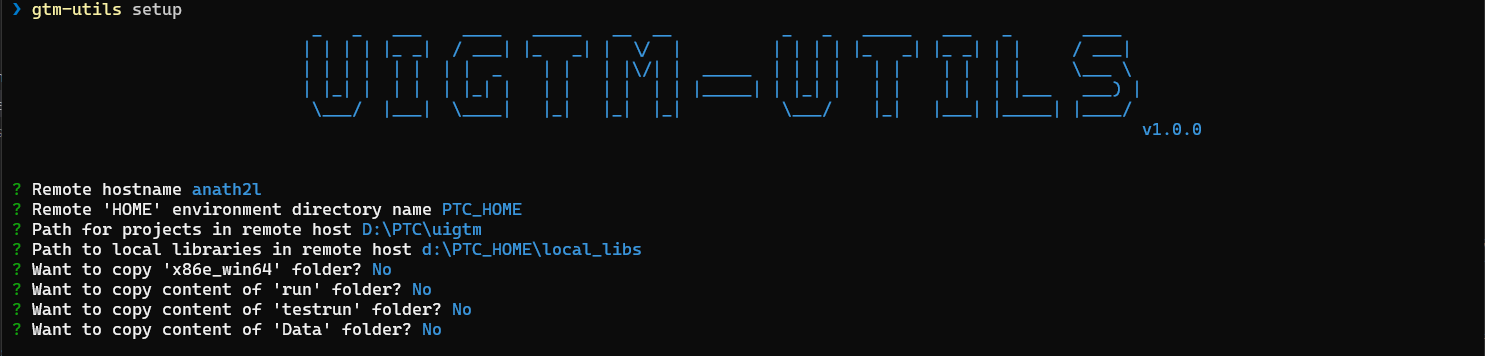 ❯ gtm-utils setup
UIGTM-UTILS
v1.0.0
? Remote hostname anath2l
? Remote 'HOME' environment directory name PTC_HOME
? Path for projects in remote host D:\PTC\uigtm
? Path to local libraries in remote host d:\PTC_HOME\local_libs
? Want to copy 'x86e_win64' folder? No
? Want to copy content of 'run' folder? No
? Want to copy content of 'testrun' folder? No
? Want to copy content of 'Data' folder? No